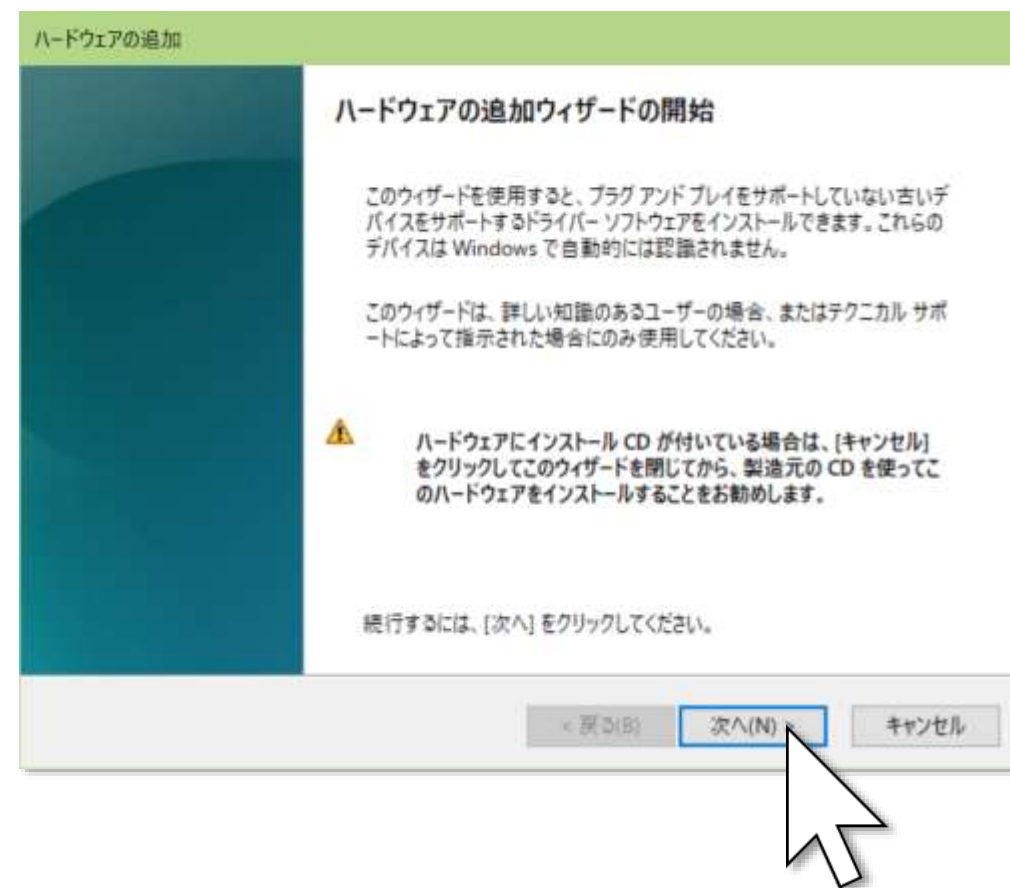 ハードウェアの追加
ハードウェアの追加ウィザードの開始
このウィザードを使用すると、プラグ アンド プレイをサポートしていない古いデ
バイスをサポートするドライバー ソフトウェアをインストールできます。これらの
デバイスは Windows で自動的には認識されません。
このウィザードは、詳しい知識のあるユーザーの場合、またはテクニカル サポ
ートによって指示された場合にのみ使用してください。
ハードウェアにインストール CD が付いている場合は、[キャンセル]
をクリックしてこのウィザードを閉じてから、製造元の CD を使ってこ
のハードウェアをインストールすることをお勧めします。
続行するには、[次へ] をクリックしてください。
< 戻る(B)
次へ(N) >
キャンセル